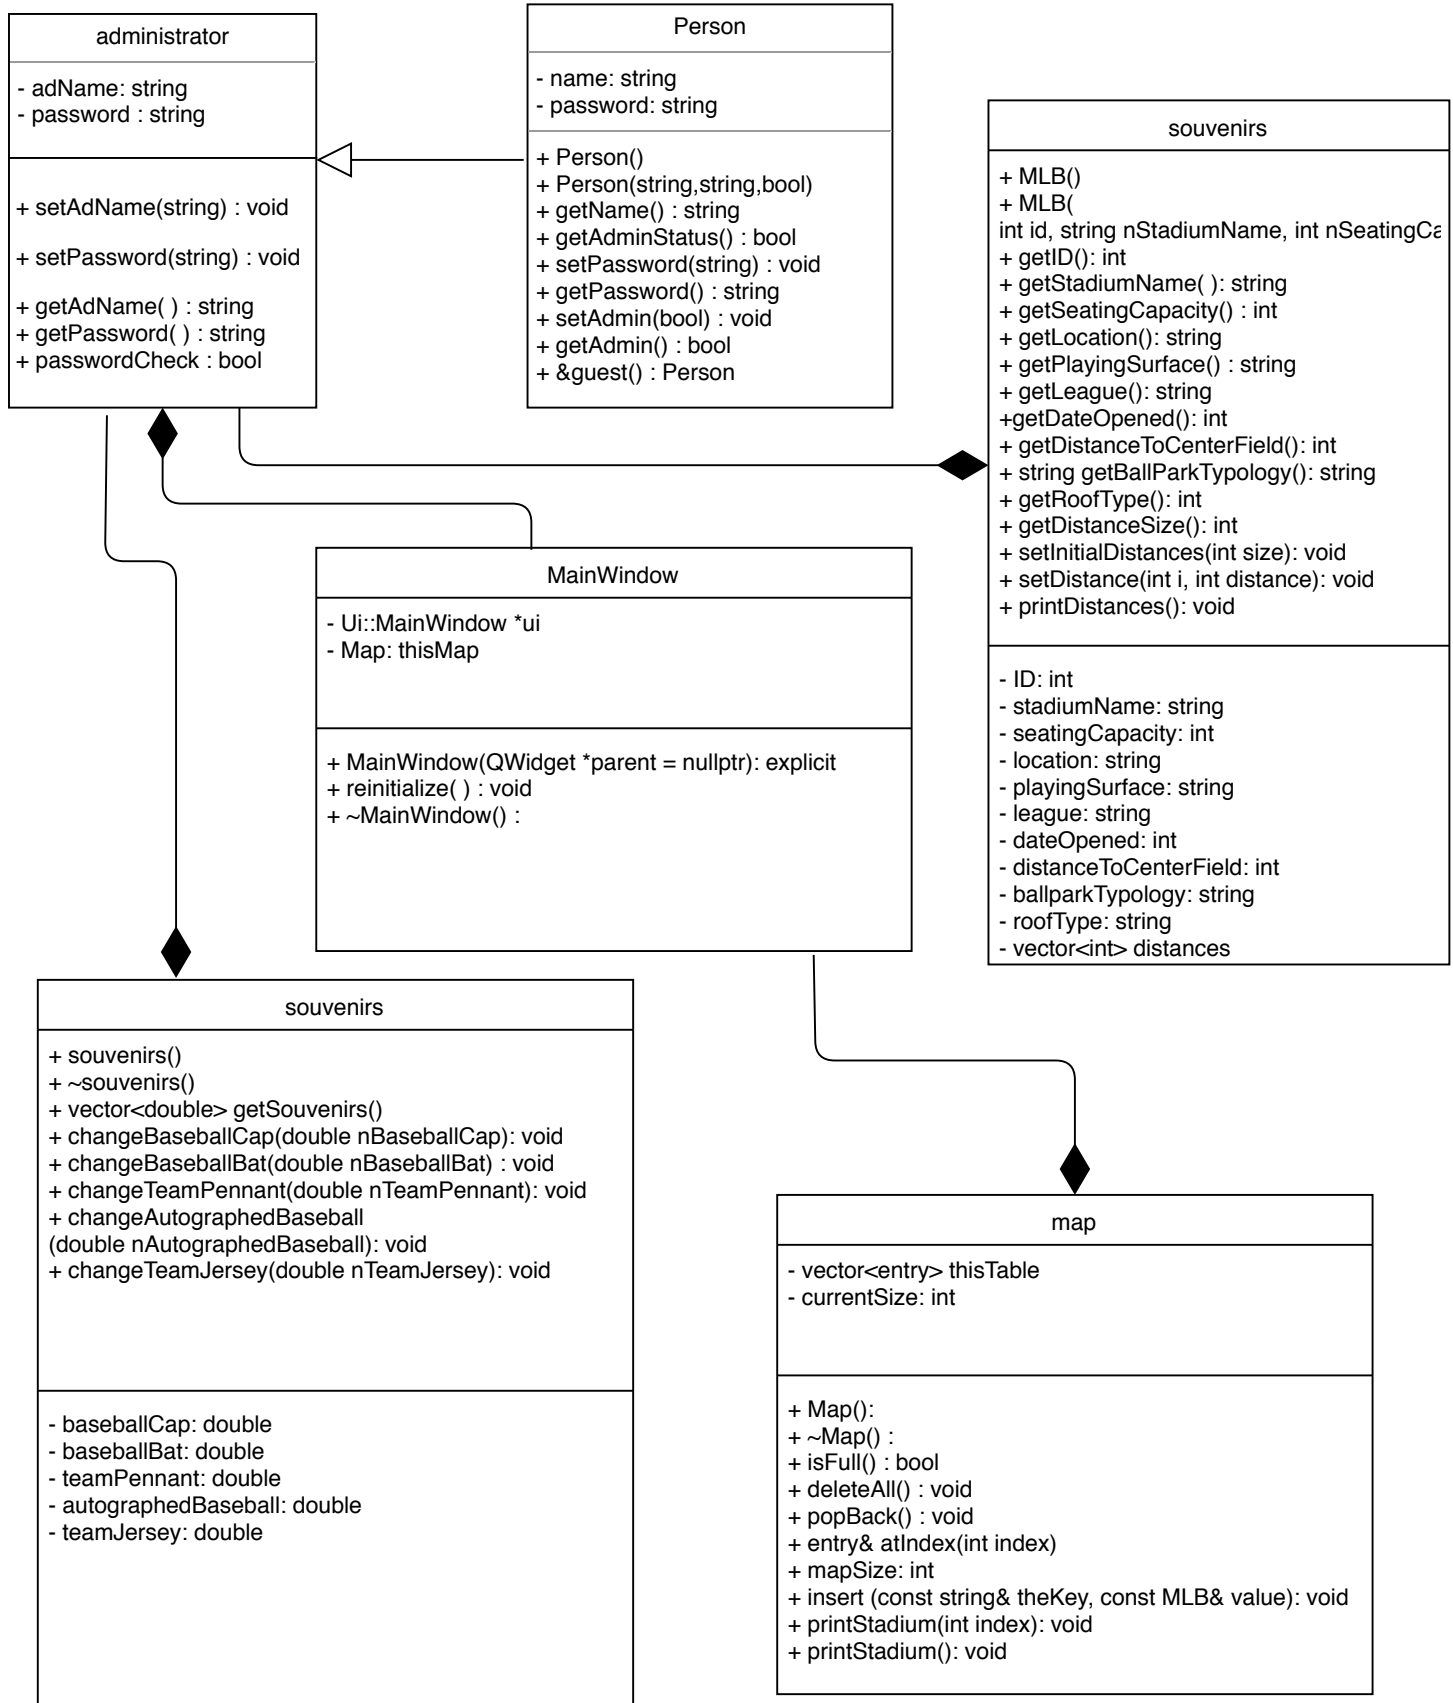 administrator
- adName: string
- password : string
+ setAdName(string) : void
+ setPassword(string) : void
+ getAdName( ) : string
+ getPassword( ) : string
+ passwordCheck : bool
Person
- name: string
- password: string
+ Person()
+ Person(string,string,bool)
+ getName() : string
+ getAdminStatus() : bool
+ setPassword(string) : void
+ getPassword() : string
+ setAdmin(bool) : void
+ getAdmin() : bool
+ &guest() : Person
souvenirs
+ MLB()
+ MLB(
int id, string nStadiumName, int nSeatingCa
+ getID(): int
+ getStadiumName( ): string
+ getSeatingCapacity() : int
+ getLocation(): string
+ getPlayingSurface() : string
+ getLeague(): string
+getDateOpened(): int
+ getDistanceToCenterField(): int
+ string getBallParkTypology(): string
+ getRoofType(): int
+ getDistanceSize(): int
+ setInitialDistances(int size): void
+ setDistance(int i, int distance): void
+ printDistances(): void
- ID: int
- stadiumName: string
- seatingCapacity: int
- location: string
- playingSurface: string
- league: string
- dateOpened: int
- distanceToCenterField: int
- ballparkTypology: string
- roofType: string
- vector<int> distances
MainWindow
- Ui::MainWindow *ui
- Map: thisMap
+ MainWindow(QWidget *parent = nullptr): explicit
+ reinitialize( ) : void
+ ~MainWindow() :
souvenirs
+ souvenirs()
+ ~souvenirs()
+ vector<double> getSouvenirs()
+ changeBaseballCap(double nBaseballCap): void
+ changeBaseballBat(double nBaseballBat) : void
+ changeTeamPennant(double nTeamPennant): void
+ changeAutographedBaseball
(double nAutographedBaseball): void
+ changeTeamJersey(double nTeamJersey): void
- baseballCap: double
- baseballBat: double
- teamPennant: double
- autographedBaseball: double
- teamJersey: double
map
- vector<entry> thisTable
- currentSize: int
+ Map():
+ ~Map() :
+ isFull() : bool
+ deleteAll() : void
+ popBack() : void
+ entry& atIndex(int index)
+ mapSize: int
+ insert (const string& theKey, const MLB& value): void
+ printStadium(int index): void
+ printStadium(): void